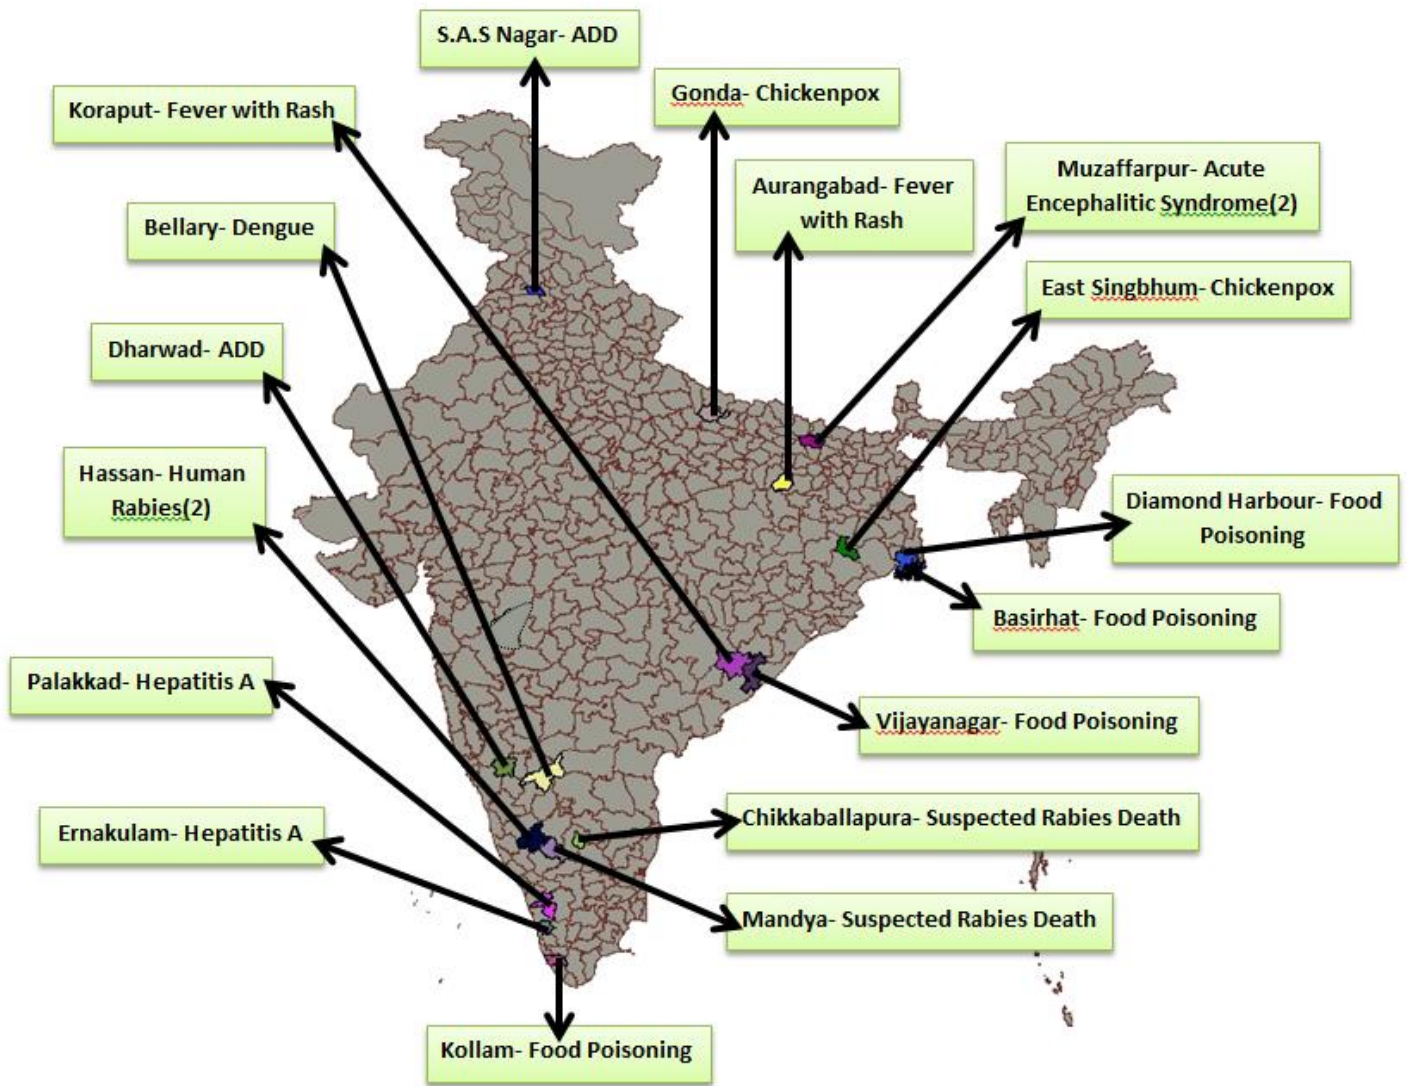 S.A.S Nagar- ADD
Gonda- Chickenpox
Koraput- Fever with Rash
Muzaffarpur- Acute
Encephalitic Syndrome(2)
Aurangabad- Fever
with Rash
Bellary- Dengue
East Singbhum- Chickenpox
Dharwad- ADD
Hassan- Human
Rabies(2)
Diamond Harbour- Food
Poisoning
Basirhat- Food Poisoning
Palakkad- Hepatitis A
Vijayanagar- Food Poisoning
Chikkaballapura- Suspected Rabies Death
Ernakulam- Hepatitis A
Mandya- Suspected Rabies Death
Kollam- Food Poisoning